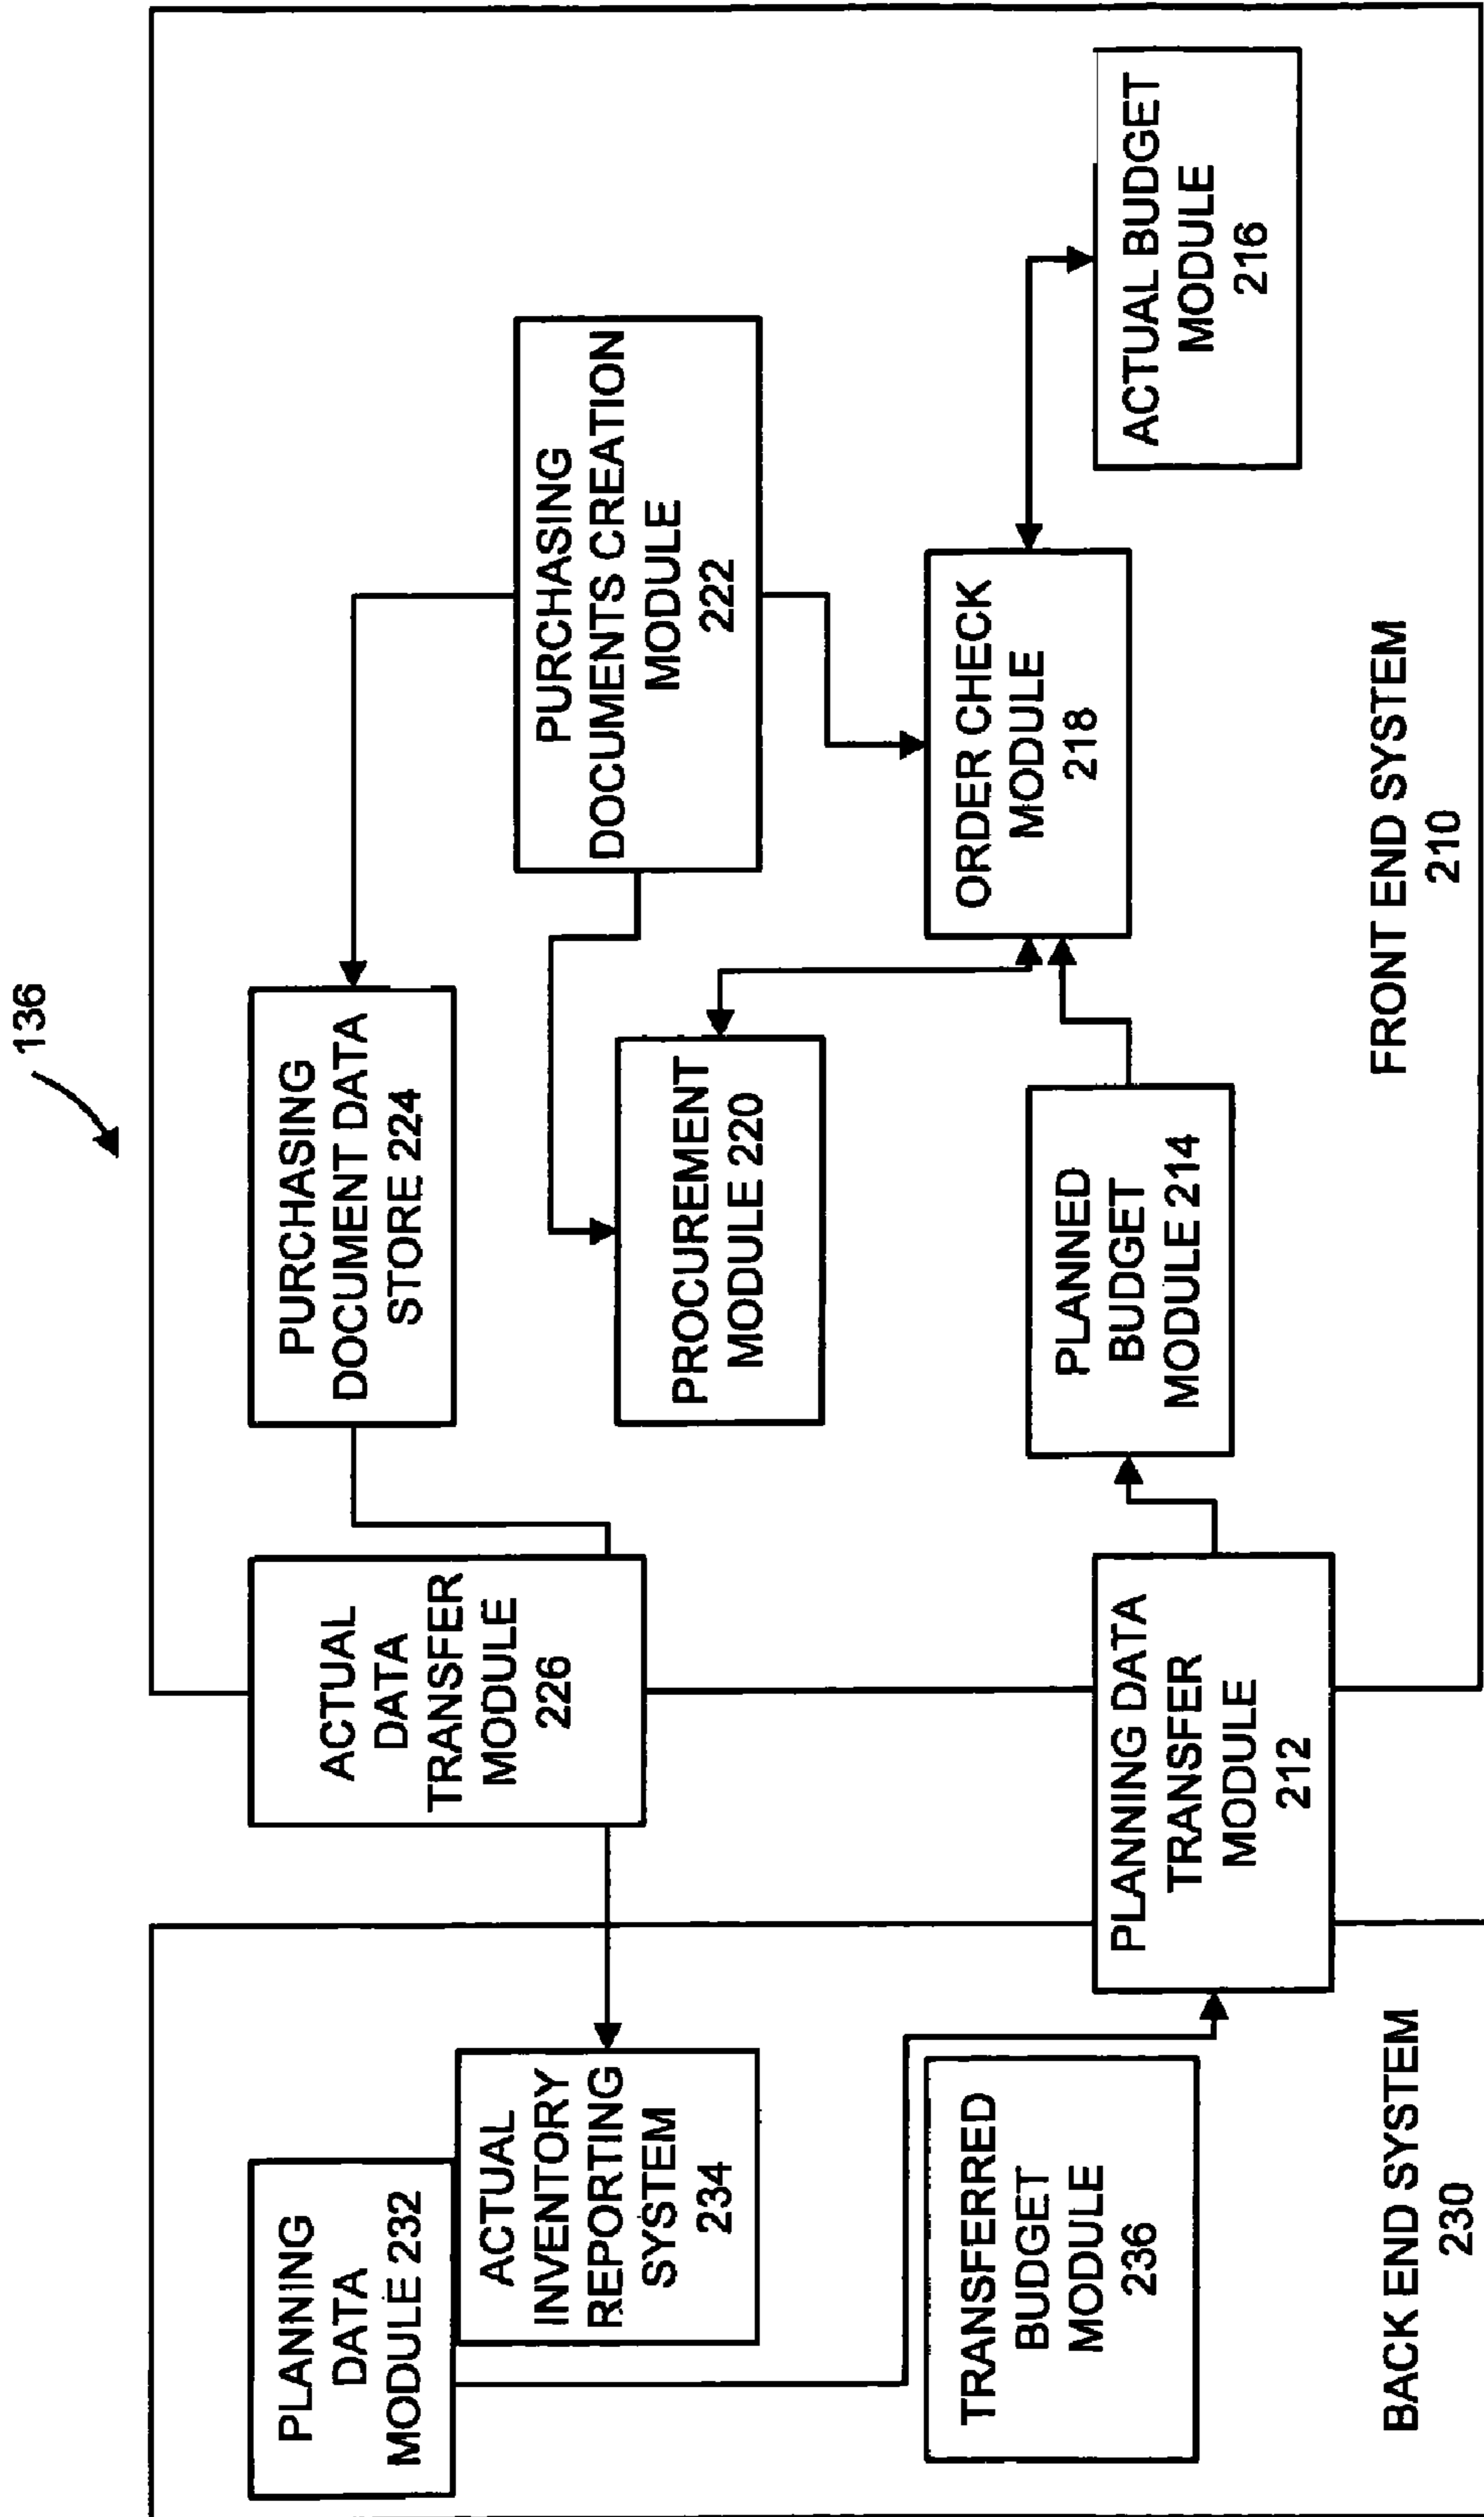 136
PLANNING
DATA
MODULE 232
ACTUAL
INVENTORY
REPORTING
SYSTEM
234
TRANSFERRED
BUDGET
MODULE
236
BACK END SYSTEM
230
ACTUAL
DATA
TRANSFER
MODULE
226
PLANNING DATA
TRANSFER
MODULE
212
PURCHASING
DOCUMENT DATA
STORE 224
PROCUREMENT
MODULE 220
PLANNED
BUDGET
MODULE 214
PURCHASING
DOCUMENTS CREATION
MODULE
222
ORDER CHECK
MODULE
218
ACTUAL BUDGET
MODULE
216
FRONT END SYSTEM
210